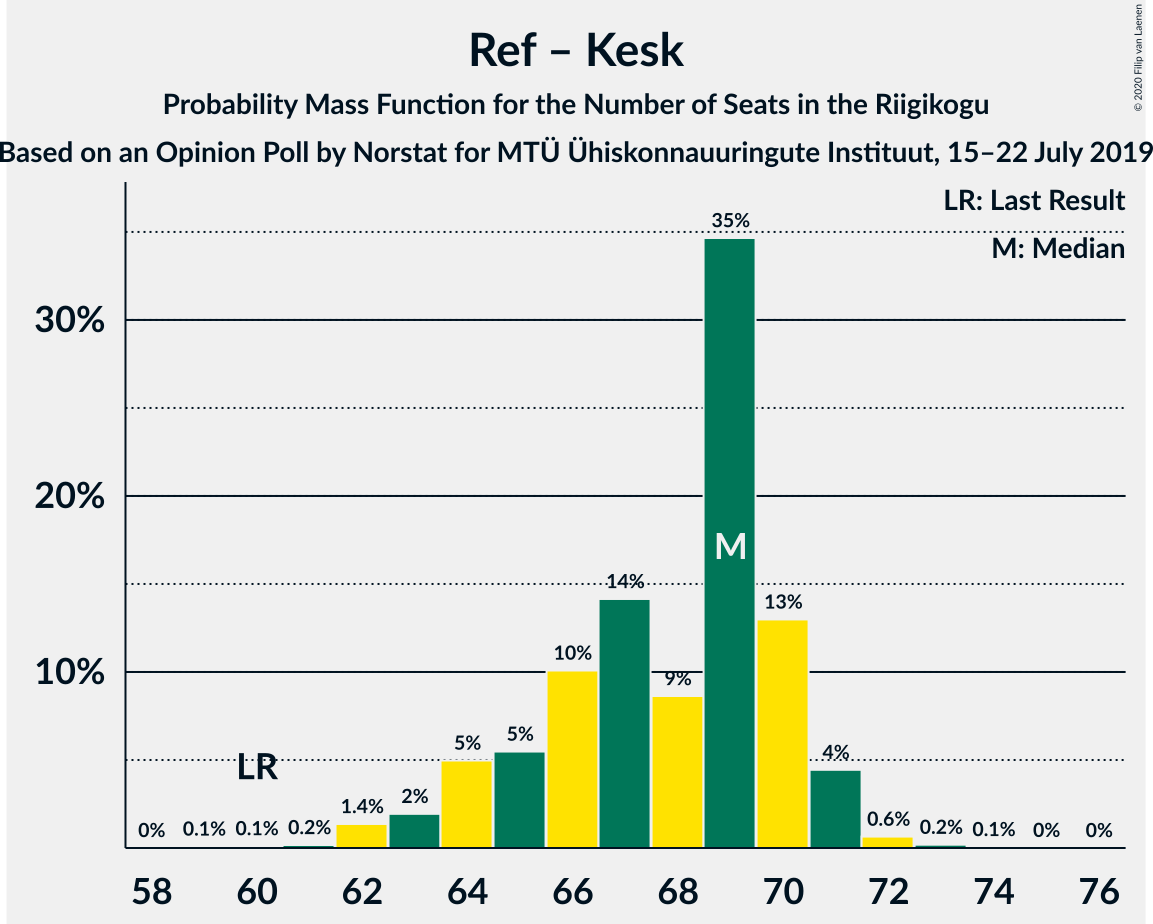 © 2020 Filip van Laenen
Ref – Kesk
Probability Mass Function for the Number of Seats in the Riigikogu
Based on an Opinion Poll by Norstat for MTÜ Ühiskonnauuringute Instituut, 15–22 July 2019
LR: Last Result
M: Median
35%
30%
20%
M
14%
13%
10%
10%
9%
5%
5%
4%
LR
1.4%
2%
0%
0.1%
0.1%
0.2%
0.6%
0.2%
0.1%
0%
0%
58 60 62 64 66 68 70 72 74 76